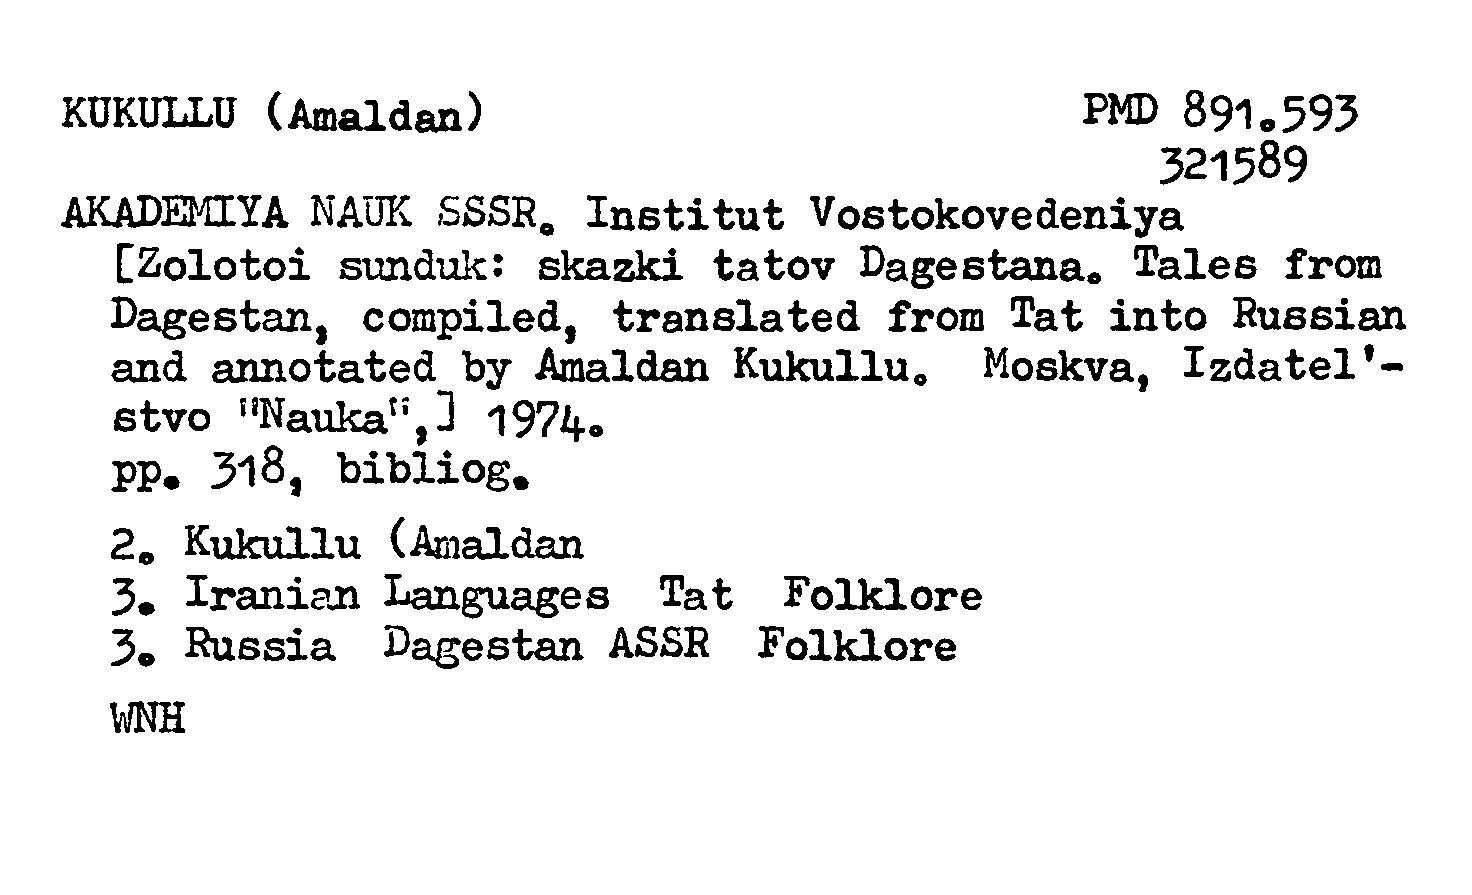 KUKULLU (Amaldan) PMD 891.593
321589
AKADEMIYA NAUK SSSR. Institut Vostokovedeniya
[Zolotoi sunduk: skazki tatov Dagestana. Tales from
Dagestan, compiled, translated from Tat into Russian
and annotated by Amaldan Kukullu. Moskva, Izdatel'-
stvo "Nauka",] 1974.
pp. 318, bibliog.
2. Kukullu (Amaldan
3. Iranian Languages Tat Folklore
3. Russia Dagestan ASSR Folklore
WNH